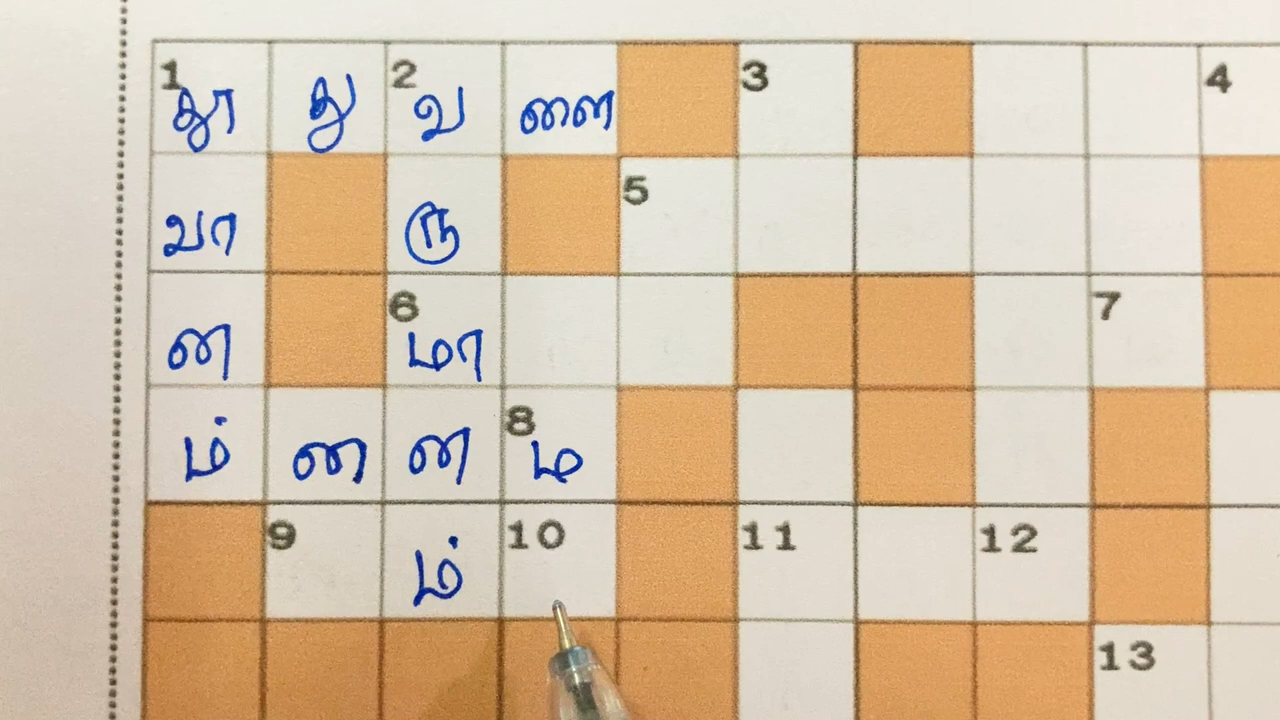 1 தூ து 2 வ ளை 3 4
வா ரு 5
ன 6 மா 7
ம் ண ன 8 ம
9 ம் 10 11 12
13